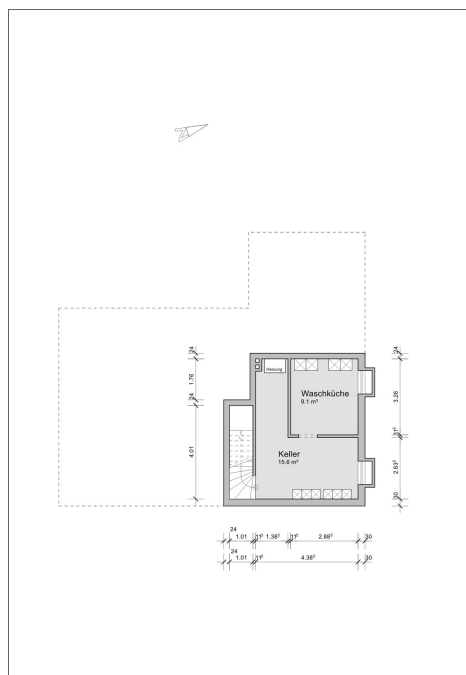 N
Heizung
Waschküche
9.1 m²
Keller
15.6 m²
24
1.76
24
4.01
24
3.26
11⁵
2.63⁵
30
24
1.01 11⁵ 1.38⁵ 11⁵ 2.88⁵ 30
24
1.01 11⁵ 4.38⁵ 30